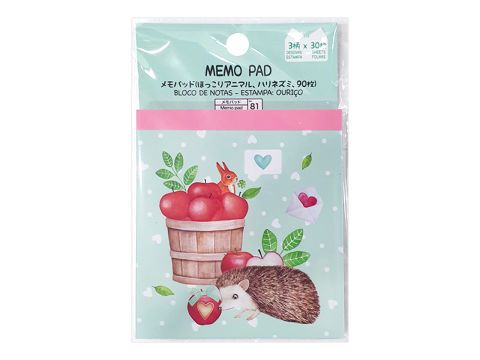 3柄 x 30枚
DESIGNS SHEETS
ESTAMPA FOLHAS
MEMO PAD
メモパッド(ほっこりアニマル、ハリネズミ、90枚)
BLOCO DE NOTAS - ESTAMPA: OURIÇO
メモパッド
Memo pad
81